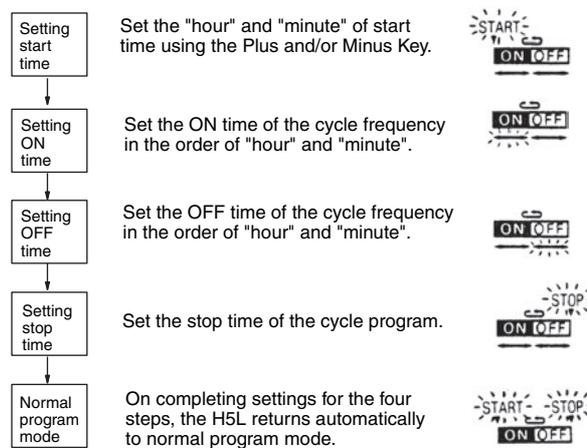 Setting
start
time
Set the "hour" and "minute" of start
time using the Plus and/or Minus Key.
START
ON OFF
Setting
ON
time
Set the ON time of the cycle frequency
in the order of "hour" and "minute".
ON OFF
Setting
OFF
time
Set the OFF time of the cycle frequency
in the order of "hour" and "minute".
ON OFF
Setting
stop
time
Set the stop time of the cycle program.
STOP
ON OFF
Normal
program
mode
On completing settings for the four
steps, the H5L returns automatically
to normal program mode.
START STOP
ON OFF